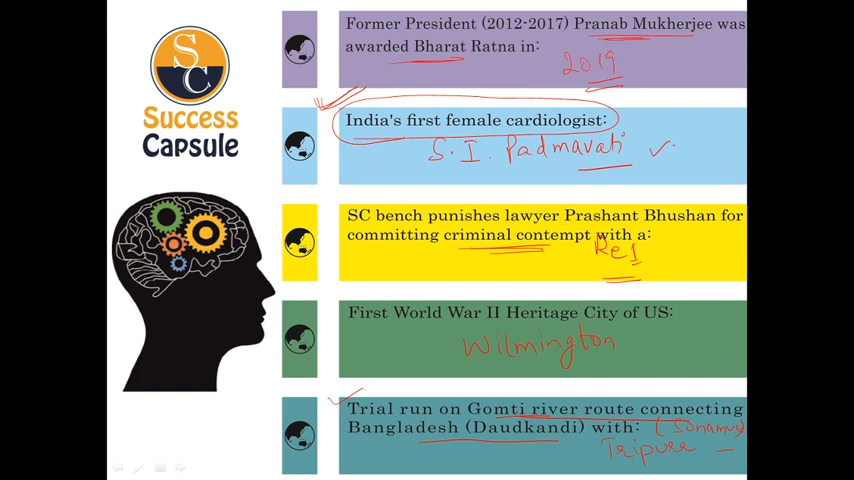 SC
Success
Capsule
Former President (2012-2017) Pranab Mukherjee was
awarded Bharat Ratna in:
2019
India's first female cardiologist:
S. I. Padmavati
SC bench punishes lawyer Prashant Bhushan for
committing criminal contempt with a:
Re 1
First World War II Heritage City of US:
Wilmington
Trial run on Gomti river route connecting
Bangladesh (Daudkandi) with:
Tripura